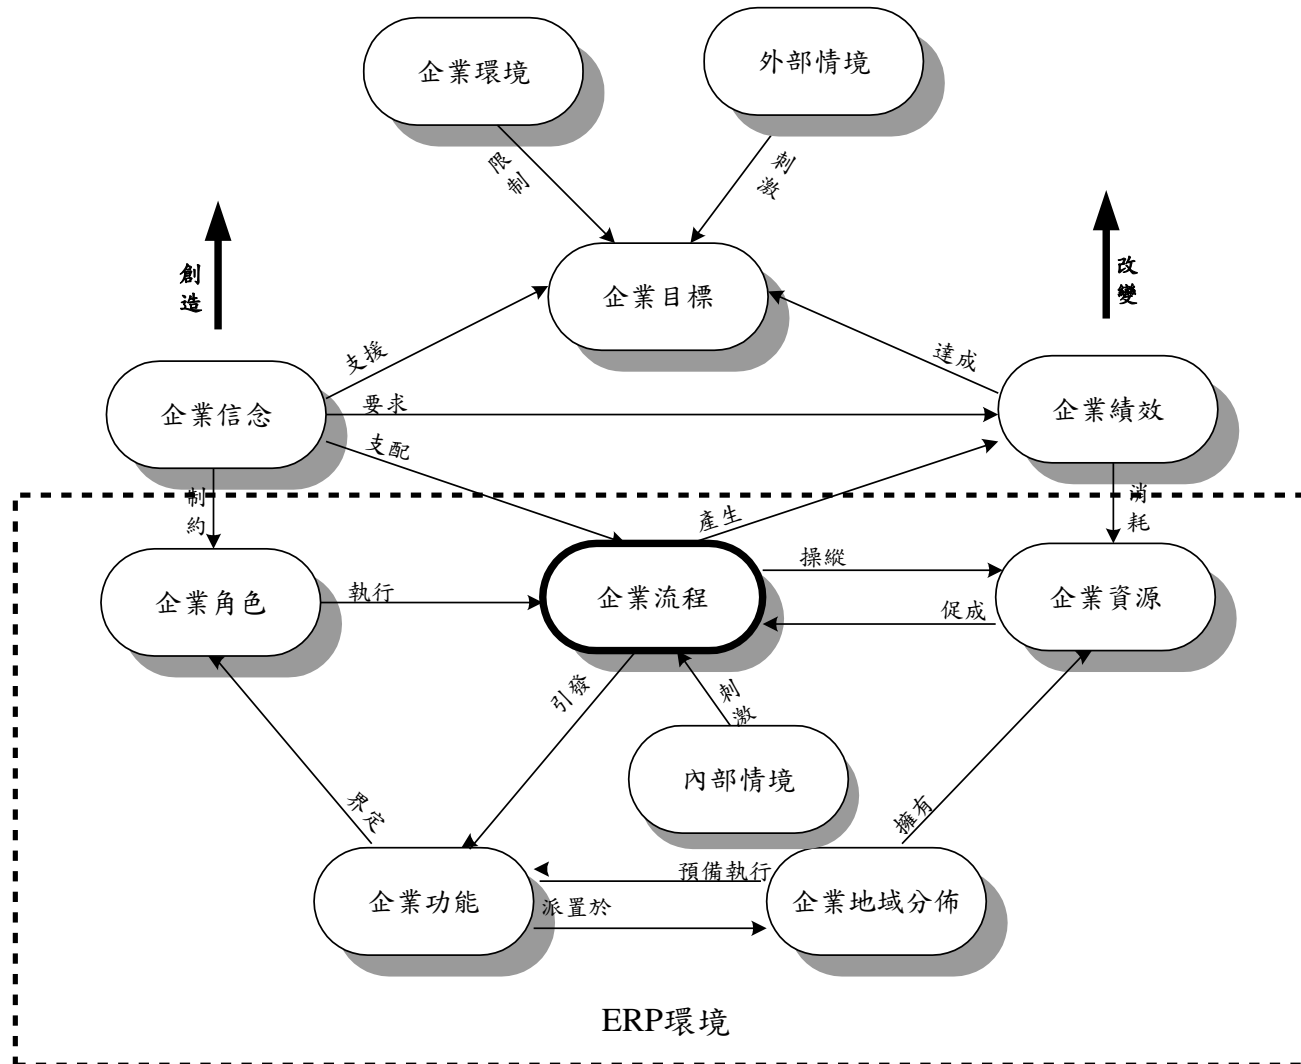 企業環境
外部情境
限制
刺激
創造
改變
企業目標
支援
達成
企業信念
要求
企業績效
支配
制約
產生
消耗
企業角色
執行
企業流程
操縱
促成
企業資源
引發
刺激
內部情境
界定
擁有
企業功能
預備執行
派置於
企業地域分佈
ERP環境